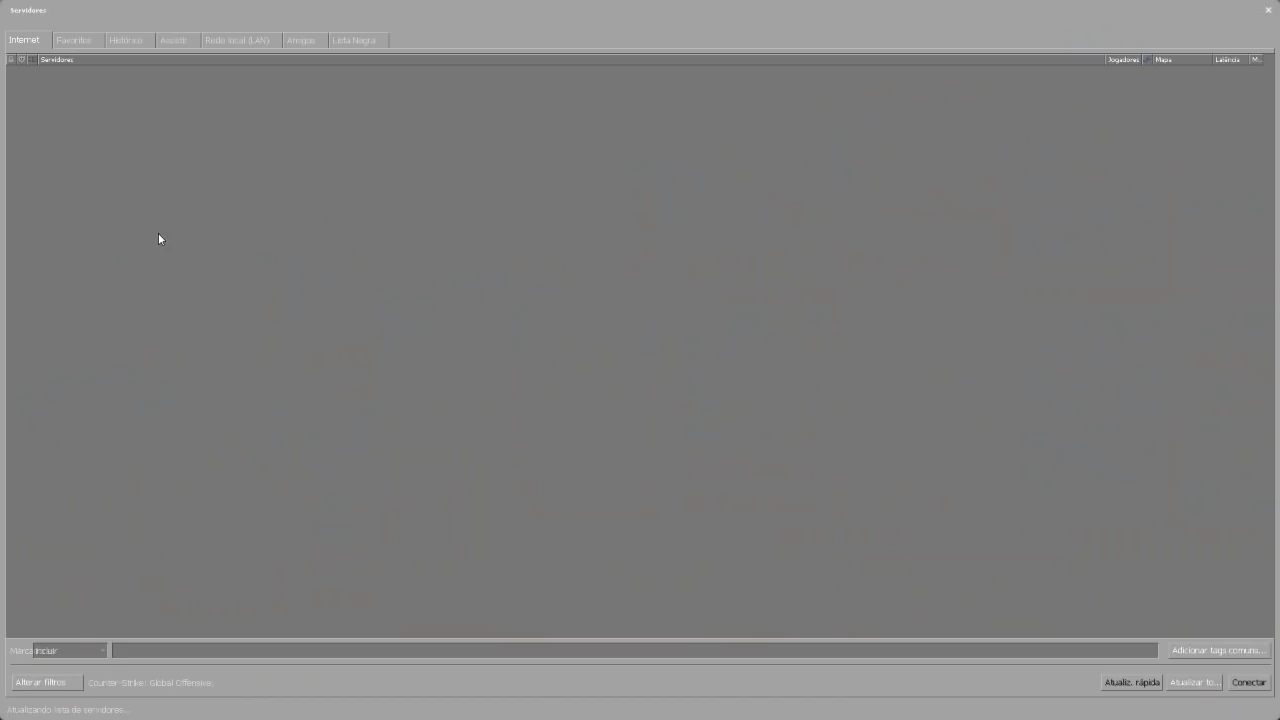 Servidores
Internet Favoritos Histórico Assistir Rede local (LAN) Amigos Lista Negra
Servidores Jogadores Mapa Latência M...
Marca Incluir Adicionar tags comuns...
Alterar filtros Counter-Strike: Global Offensive; Atualiz. rápida Atualizar to... Conectar
Atualizando lista de servidores...